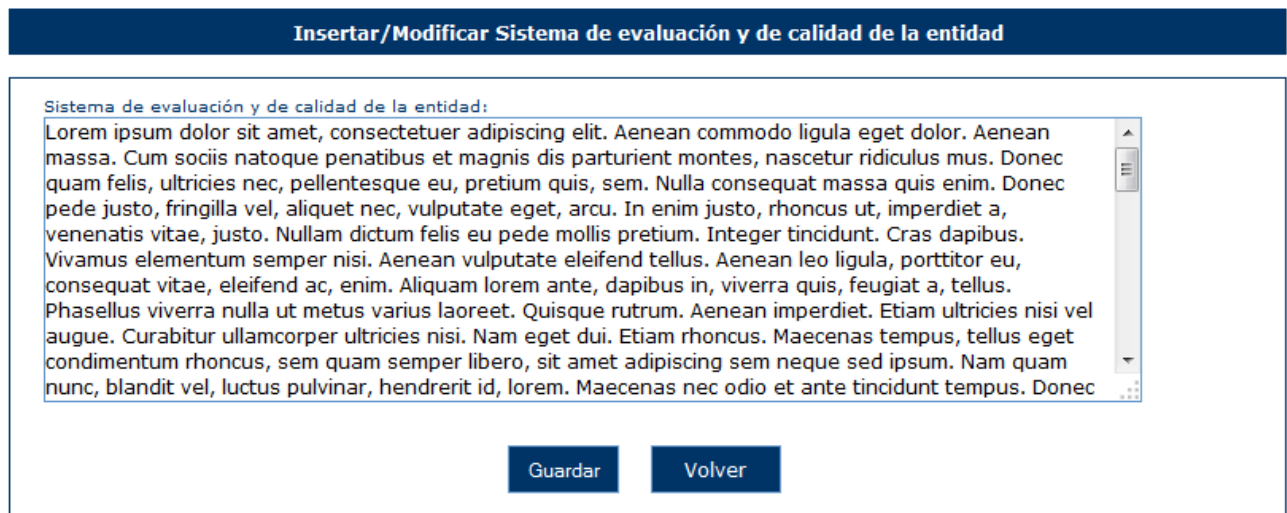 Insertar/Modificar Sistema de evaluación y de calidad de la entidad
Sistema de evaluación y de calidad de la entidad:
Lorem ipsum dolor sit amet, consectetuer adipiscing elit. Aenean commodo ligula eget dolor. Aenean
massa. Cum sociis natoque penatibus et magnis dis parturient montes, nascetur ridiculus mus. Donec
quam felis, ultricies nec, pellentesque eu, pretium quis, sem. Nulla consequat massa quis enim. Donec
pede justo, fringilla vel, aliquet nec, vulputate eget, arcu. In enim justo, rhoncus ut, imperdiet a,
venenatis vitae, justo. Nullam dictum felis eu pede mollis pretium. Integer tincidunt. Cras dapibus.
Vivamus elementum semper nisi. Aenean vulputate eleifend tellus. Aenean leo ligula, porttitor eu,
consequat vitae, eleifend ac, enim. Aliquam lorem ante, dapibus in, viverra quis, feugiat a, tellus.
Phasellus viverra nulla ut metus varius laoreet. Quisque rutrum. Aenean imperdiet. Etiam ultricies nisi vel
augue. Curabitur ullamcorper ultricies nisi. Nam eget dui. Etiam rhoncus. Maecenas tempus, tellus eget
condimentum rhoncus, sem quam semper libero, sit amet adipiscing sem neque sed ipsum. Nam quam
nunc, blandit vel, luctus pulvinar, hendrerit id, lorem. Maecenas nec odio et ante tincidunt tempus. Donec
Guardar Volver